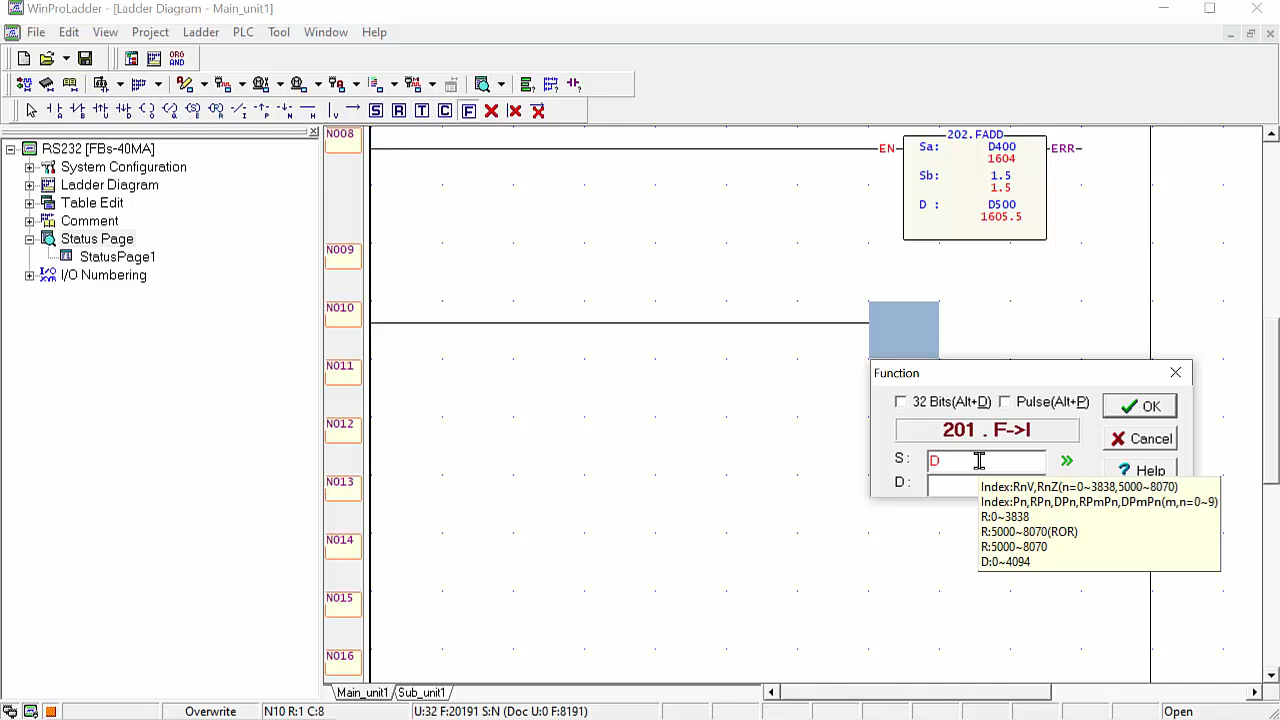 WinProLadder - [Ladder Diagram - Main_unit1]
File Edit View Project Ladder PLC Tool Window Help
ORG
AND
A B U D O Q S R I P N H V
S R T C F
RS232 [FBs-40MA]
System Configuration
Ladder Diagram
Table Edit
Comment
Status Page
StatusPage1
I/O Numbering
N008
202.FADD
EN
Sa: D400
1604
ERR
Sb: 1.5
1.5
D : D500
1605.5
N009
N010
N011
N012
N013
N014
N015
N016
Function
32 Bits(Alt+D) Pulse(Alt+P)
OK
201 . F->I
Cancel
S: D
Help
D:
Index:RnV,RnZ(n=0~3838,5000~8070)
Index:Pn,RPn,DPn,RPmPn,DPmPn(m,n=0~9)
R:0~3838
R:5000~8070(ROR)
R:5000~8070
D:0~4094
Main_unit1 Sub_unit1
Overwrite N10 R:1 C:8 U:32 F:20191 S:N (Doc U:0 F:8191) Open